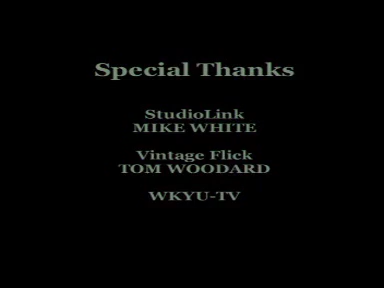 Special Thanks
StudioLink
MIKE WHITE
Vintage Flick
TOM WOODARD
WKYU-TV